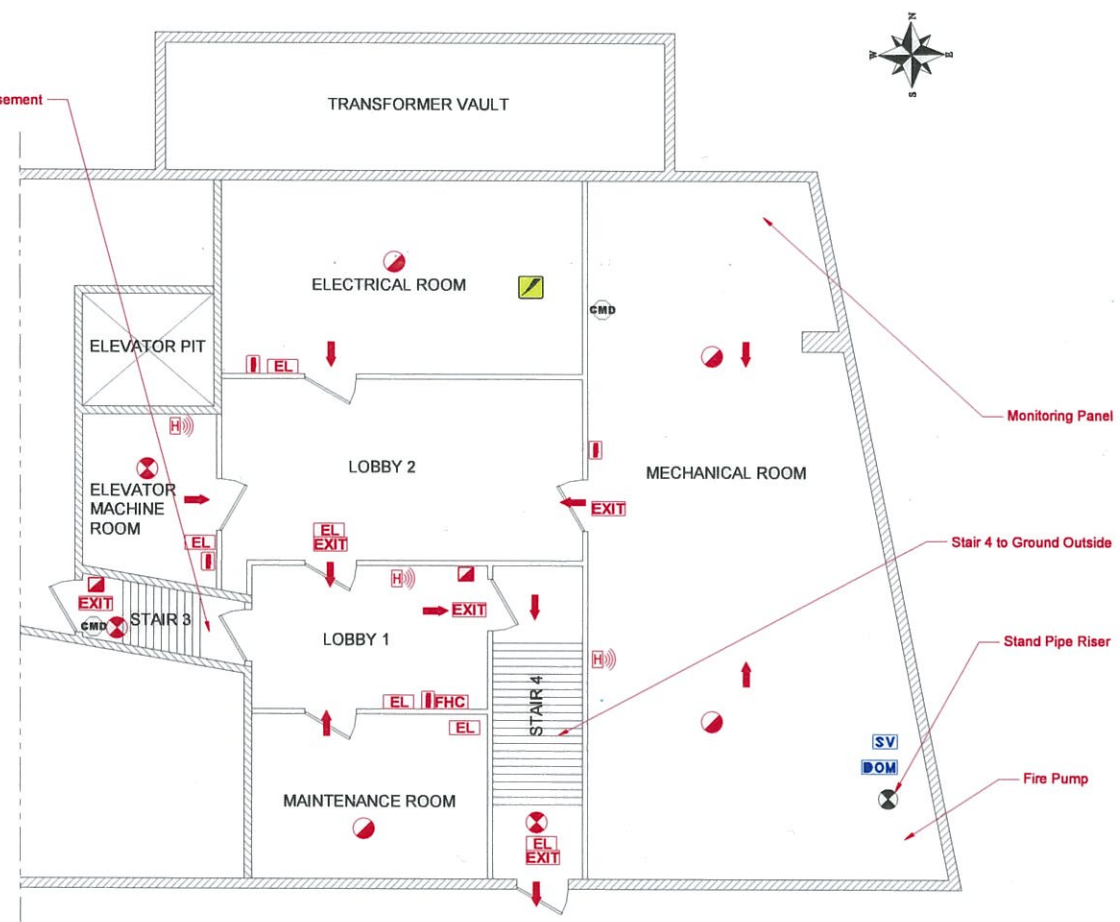 N
W
E
S
sement
TRANSFORMER VAULT
ELECTRICAL ROOM
CMD
ELEVATOR PIT
EL
Monitoring Panel
H
LOBBY 2
MECHANICAL ROOM
ELEVATOR
MACHINE
ROOM
EXIT
EL
EXIT
EL
Stair 4 to Ground Outside
H
EXIT
EXIT
STAIR 3
CMD
LOBBY 1
Stand Pipe Riser
H
STAIR 4
EL
FHC
EL
SV
DOM
Fire Pump
MAINTENANCE ROOM
EL
EXIT